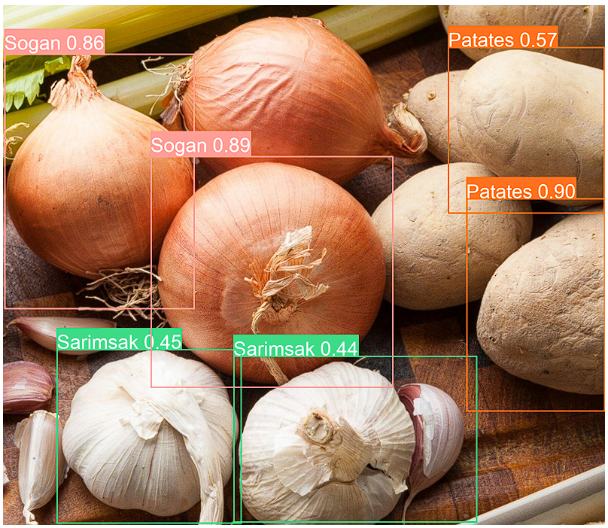 Patates 0.57
Sogan 0.86
Sogan 0.89
Patates 0.90
Sarimsak 0.45
Sarimsak 0.44